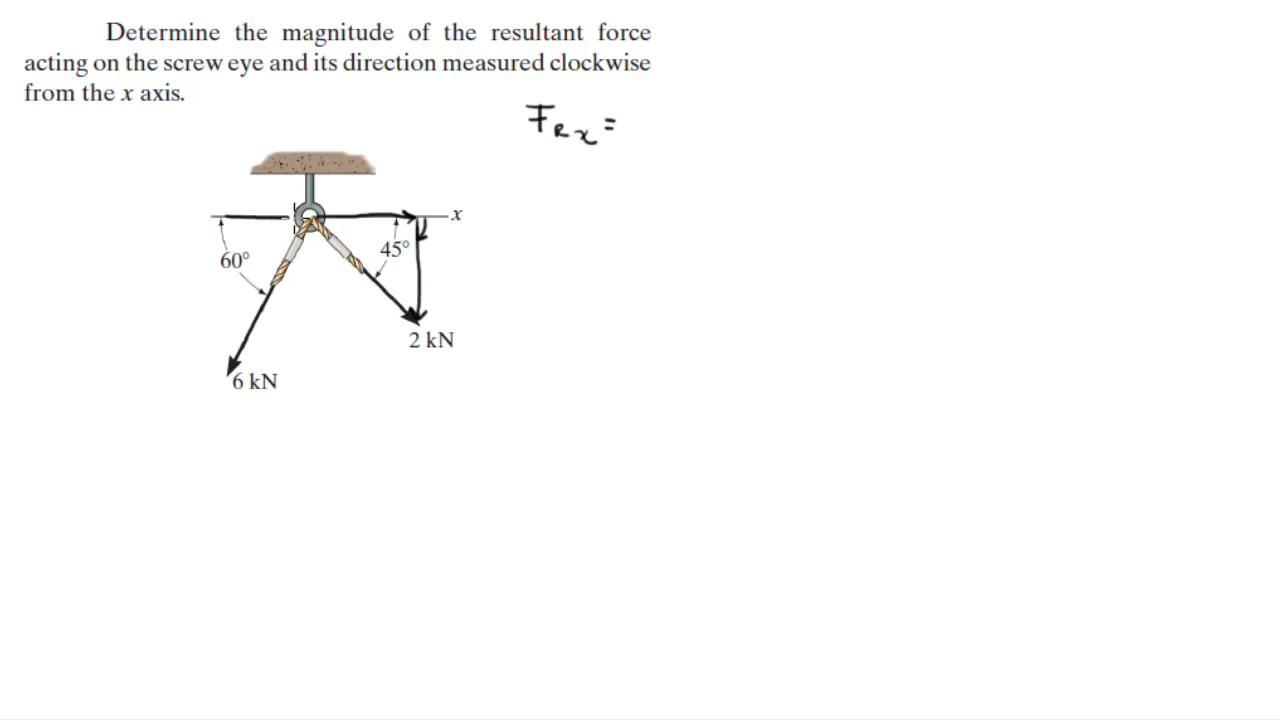 Determine the magnitude of the resultant force
acting on the screw eye and its direction measured clockwise
from the x axis.
F_Rx =
x
45°
60°
2 kN
6 kN